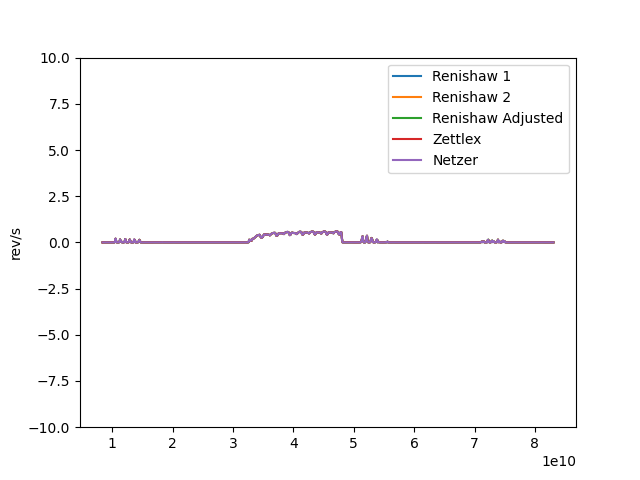 10.0
7.5
5.0
2.5
0.0
−2.5
−5.0
−7.5
−10.0
rev/s
Renishaw 1
Renishaw 2
Renishaw Adjusted
Zettlex
Netzer
1 2 3 4 5 6 7 8
1e10